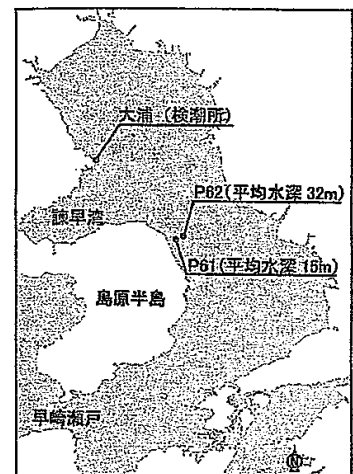 大浦 (検潮所)
P62(平均水深 32m)
諫早湾
P61(平均水深 15m)
島原半島
早崎瀬戸
N